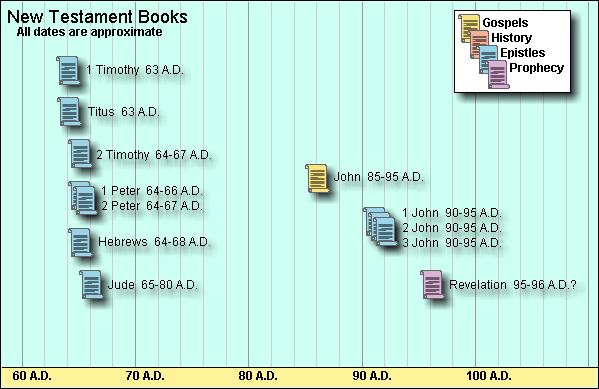 New Testament Books
All dates are approximate
Gospels
History
Epistles
Prophecy
1 Timothy 63 A.D.
Titus 63 A.D.
2 Timothy 64-67 A.D.
1 Peter 64-66 A.D.
2 Peter 64-67 A.D.
Hebrews 64-68 A.D.
Jude 65-80 A.D.
John 85-95 A.D.
1 John 90-95 A.D.
2 John 90-95 A.D.
3 John 90-95 A.D.
Revelation 95-96 A.D.?
60 A.D. 70 A.D. 80 A.D. 90 A.D. 100 A.D.